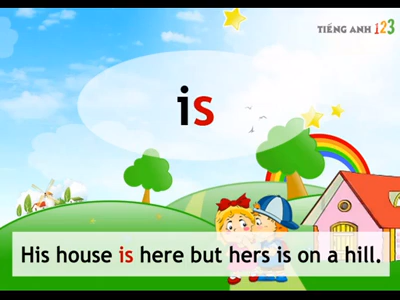 TIẾNG ANH 123
is
His house is here but hers is on a hill.